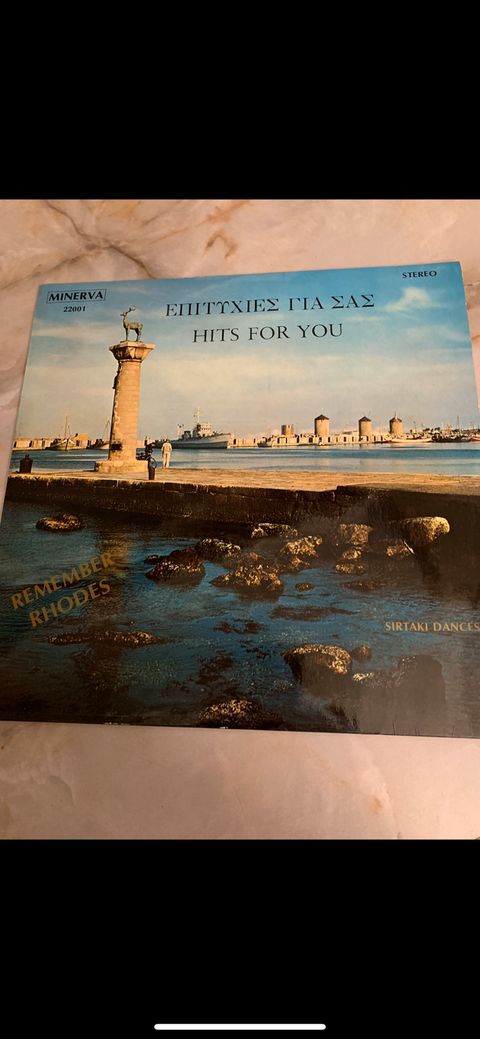 MINERVA
22001
STEREO
ΕΠΙΤΥΧΙΕΣ ΓΙΑ ΣΑΣ
HITS FOR YOU
REMEMBER
RHODES
SIRTAKI DANCES